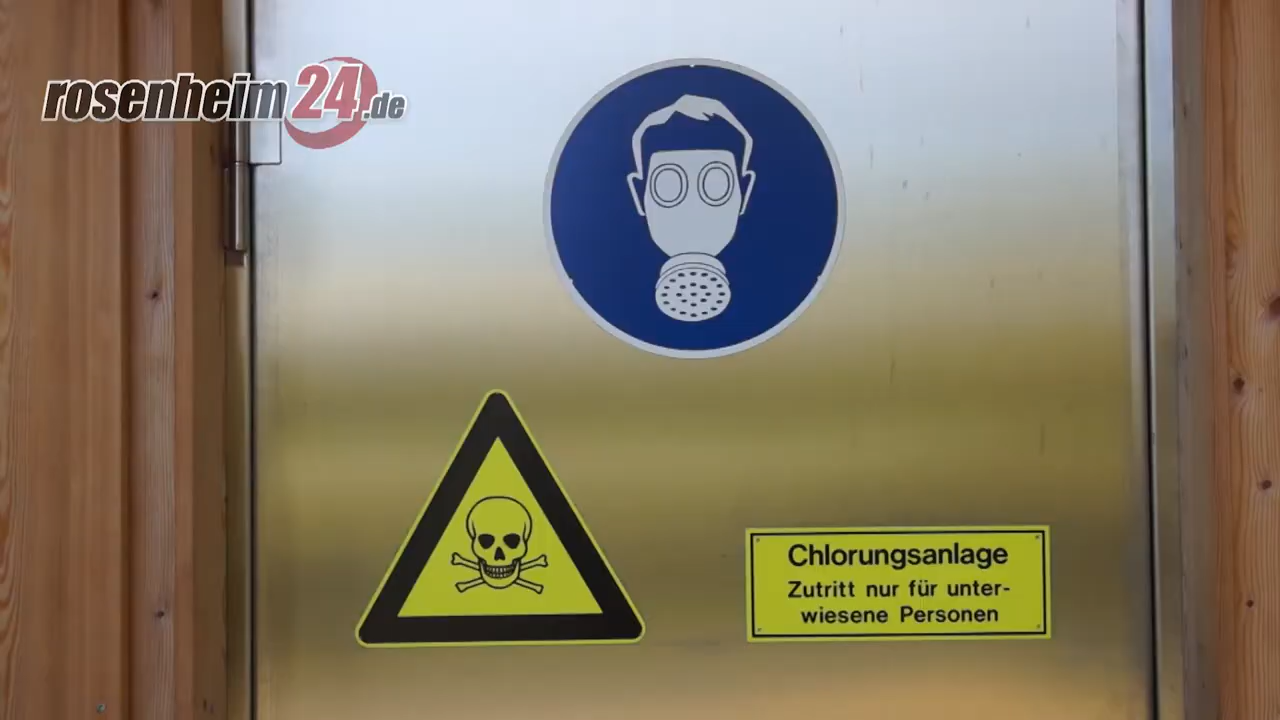 rosenheim24.de
Chlorungsanlage
Zutritt nur für unter-
wiesene Personen